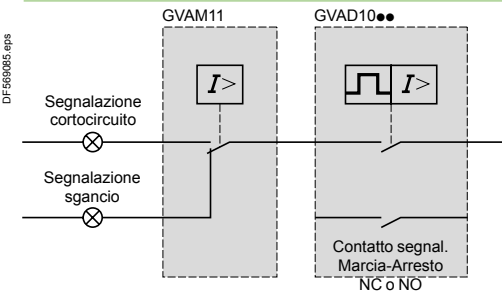 GVAM11
GVAD10●●
DF569085.eps
I>
I>
Segnalazione
cortocircuito
Segnalazione
sgancio
Contatto segnal.
Marcia-Arresto
NC o NO